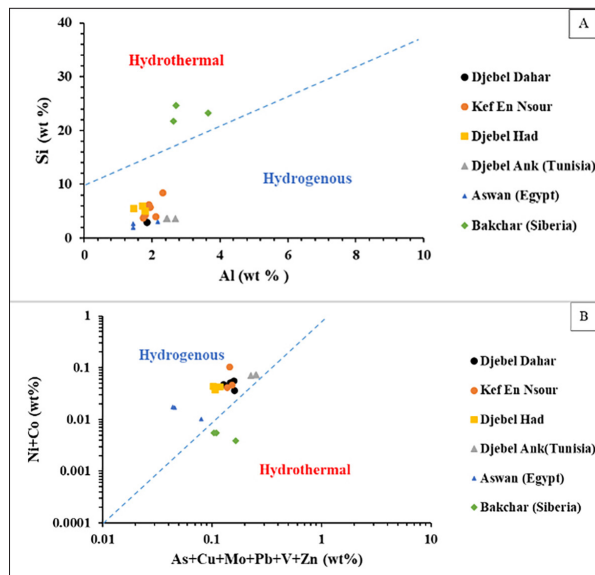 A
50
40
30
20
10
0
Si (wt %)
Hydrothermal
Hydrogenous
0 2 4 6 8 10
Al (wt % )
Djebel Dahar
Kef En Nsour
Djebel Had
Djebel Ank (Tunisia)
Aswan (Egypt)
Bakchar (Siberia)
B
1
0.1
0.01
0.001
0.0001
Ni+Co (wt%)
Hydrogenous
Hydrothermal
0.01 0.1 1 10
As+Cu+Mo+Pb+V+Zn (wt%)
Djebel Dahar
Kef En Nsour
Djebel Had
Djebel Ank(Tunisia)
Aswan (Egypt)
Bakchar (Siberia)